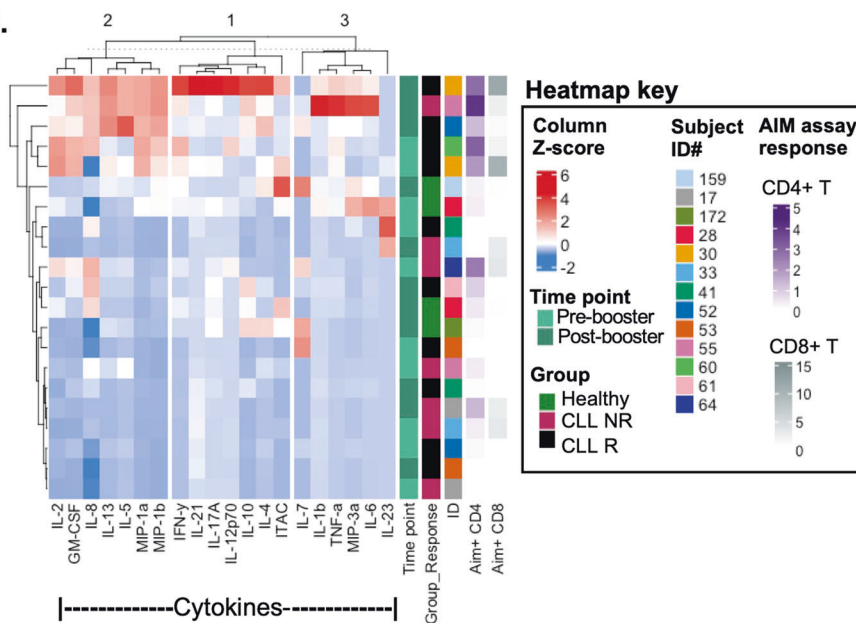 2 1 3
Heatmap key
Column
Z-score
6
4
2
0
-2
Time point
Pre-booster
Post-booster
Group
Healthy
CLL NR
CLL R
Subject
ID#
159
17
172
28
30
33
41
52
53
55
60
61
64
AIM assay
response
CD4+ T
5
4
3
2
1
0
CD8+ T
15
10
5
0
IL-2
GM-CSF
IL-8
IL-13
IL-5
MIP-1a
MIP-1b
IFN-y
IL-21
IL-17A
IL-12p70
IL-10
IL-4
ITAC
IL-7
IL-1b
TNF-a
MIP-3a
IL-6
IL-23
Time point
Group_Response
ID
Aim+ CD4
Aim+ CD8
|--------------Cytokines--------------|